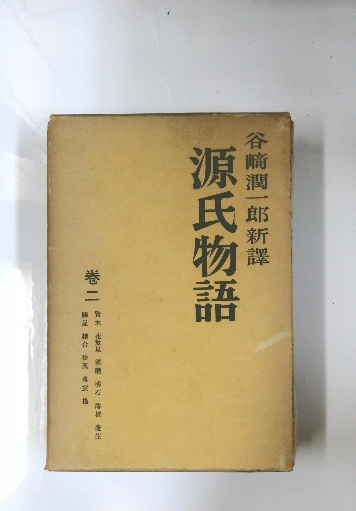 谷崎潤一郎新譯
源氏物語
卷二
賢木 花散里 須磨 明石 澪標 蓬生
關屋 繪合 松風 薄雲 槿